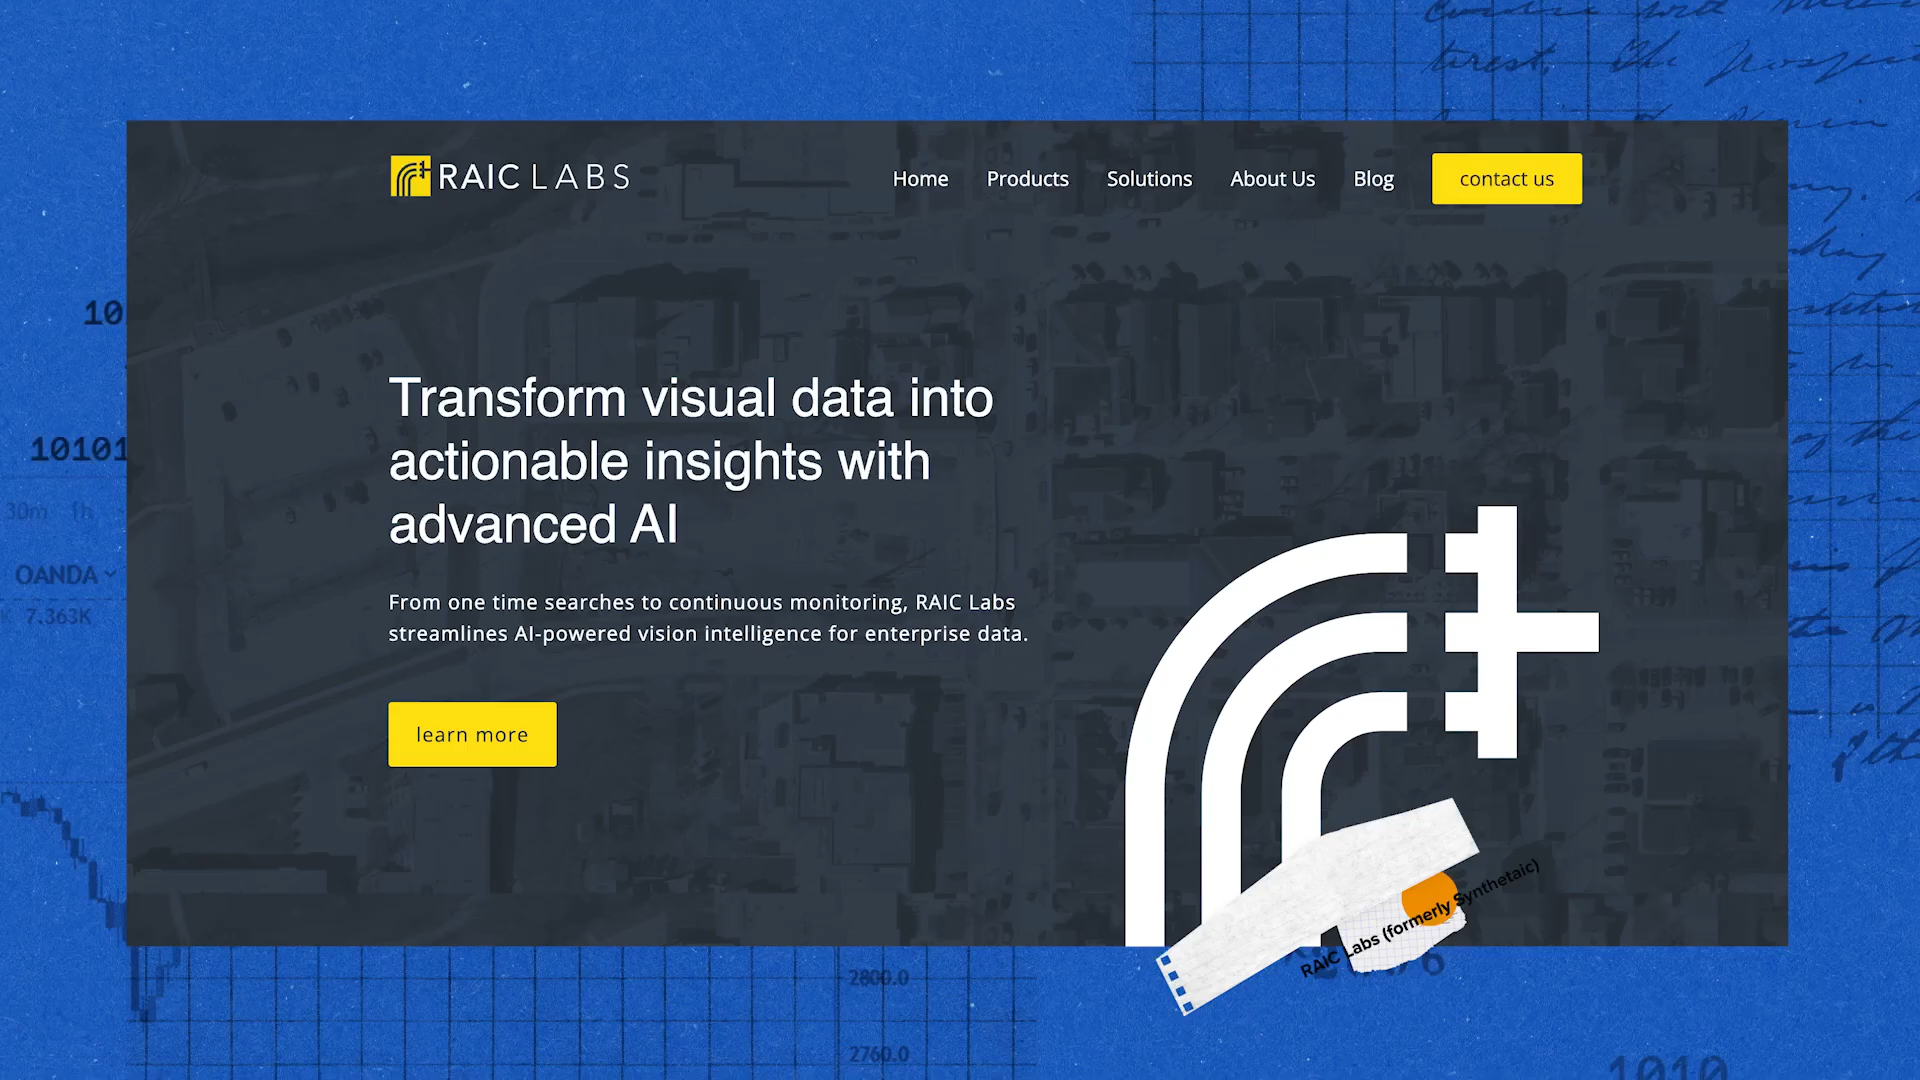 RAIC LABS
Home Products Solutions About Us Blog contact us
Transform visual data into
actionable insights with
advanced AI
From one time searches to continuous monitoring, RAIC Labs
streamlines AI-powered vision intelligence for enterprise data.
learn more
RAIC Labs (formerly Synthetaic)
10
10101
30m 1h
OANDA
7.363K
2800.0
2760.0
1010
terest, the